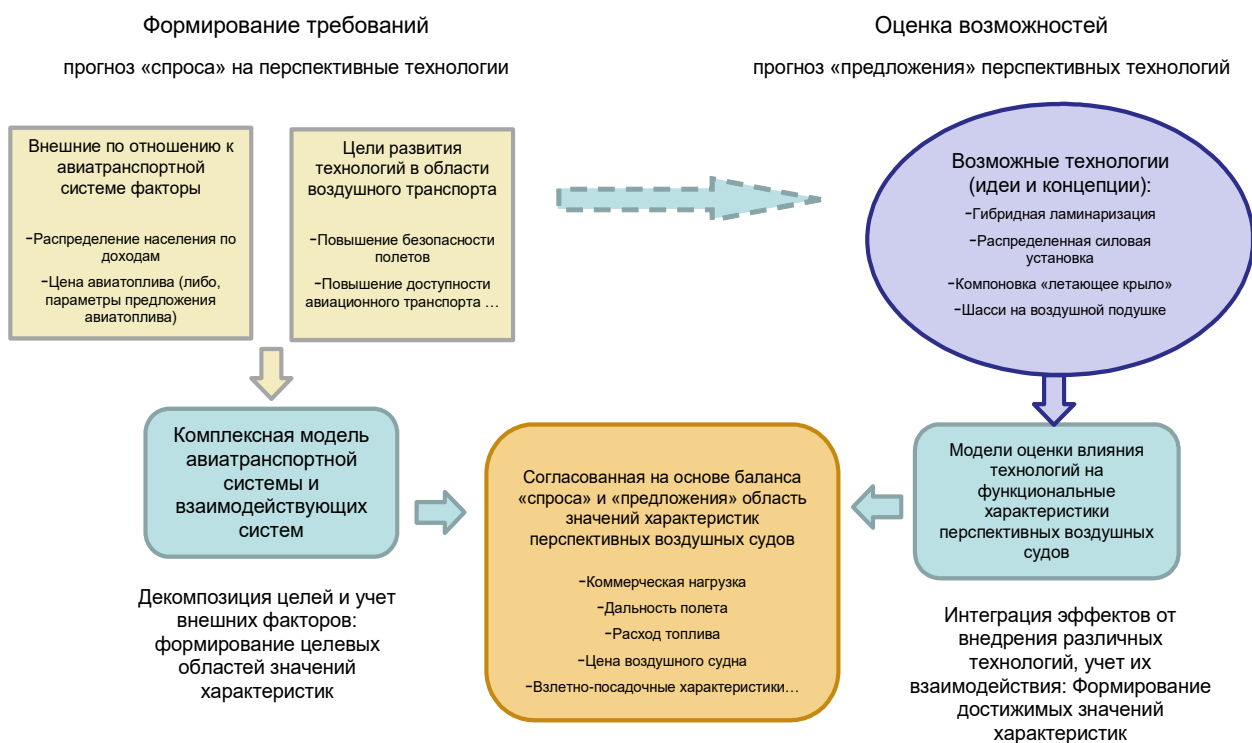 Формирование требований
прогноз «спроса» на перспективные технологии
Оценка возможностей
прогноз «предложения» перспективных технологий
Внешние по отношению к
авиатранспортной
системе факторы
-Распределение населения по
доходам
-Цена авиатоплива (либо,
параметры предложения
авиатоплива)
Цели развития
технологий в области
воздушного транспорта
-Повышение безопасности
полетов
-Повышение доступности
авиационного транспорта …
Возможные технологии
(идеи и концепции):
-Гибридная ламинаризация
-Распределенная силовая
установка
-Компоновка «летающее крыло»
-Шасси на воздушной подушке
Комплексная модель
авиатранспортной
системы и
взаимодействующих
систем
Согласованная на основе баланса
«спроса» и «предложения» область
значений характеристик
перспективных воздушных судов
-Коммерческая нагрузка
-Дальность полета
-Расход топлива
-Цена воздушного судна
-Взлетно-посадочные характеристики…
Модели оценки влияния
технологий на
функциональные
характеристики
перспективных воздушных
судов
Декомпозиция целей и учет
внешних факторов:
формирование целевых
областей значений
характеристик
Интеграция эффектов от
внедрения различных
технологий, учет их
взаимодействия: Формирование
достижимых значений
характеристик